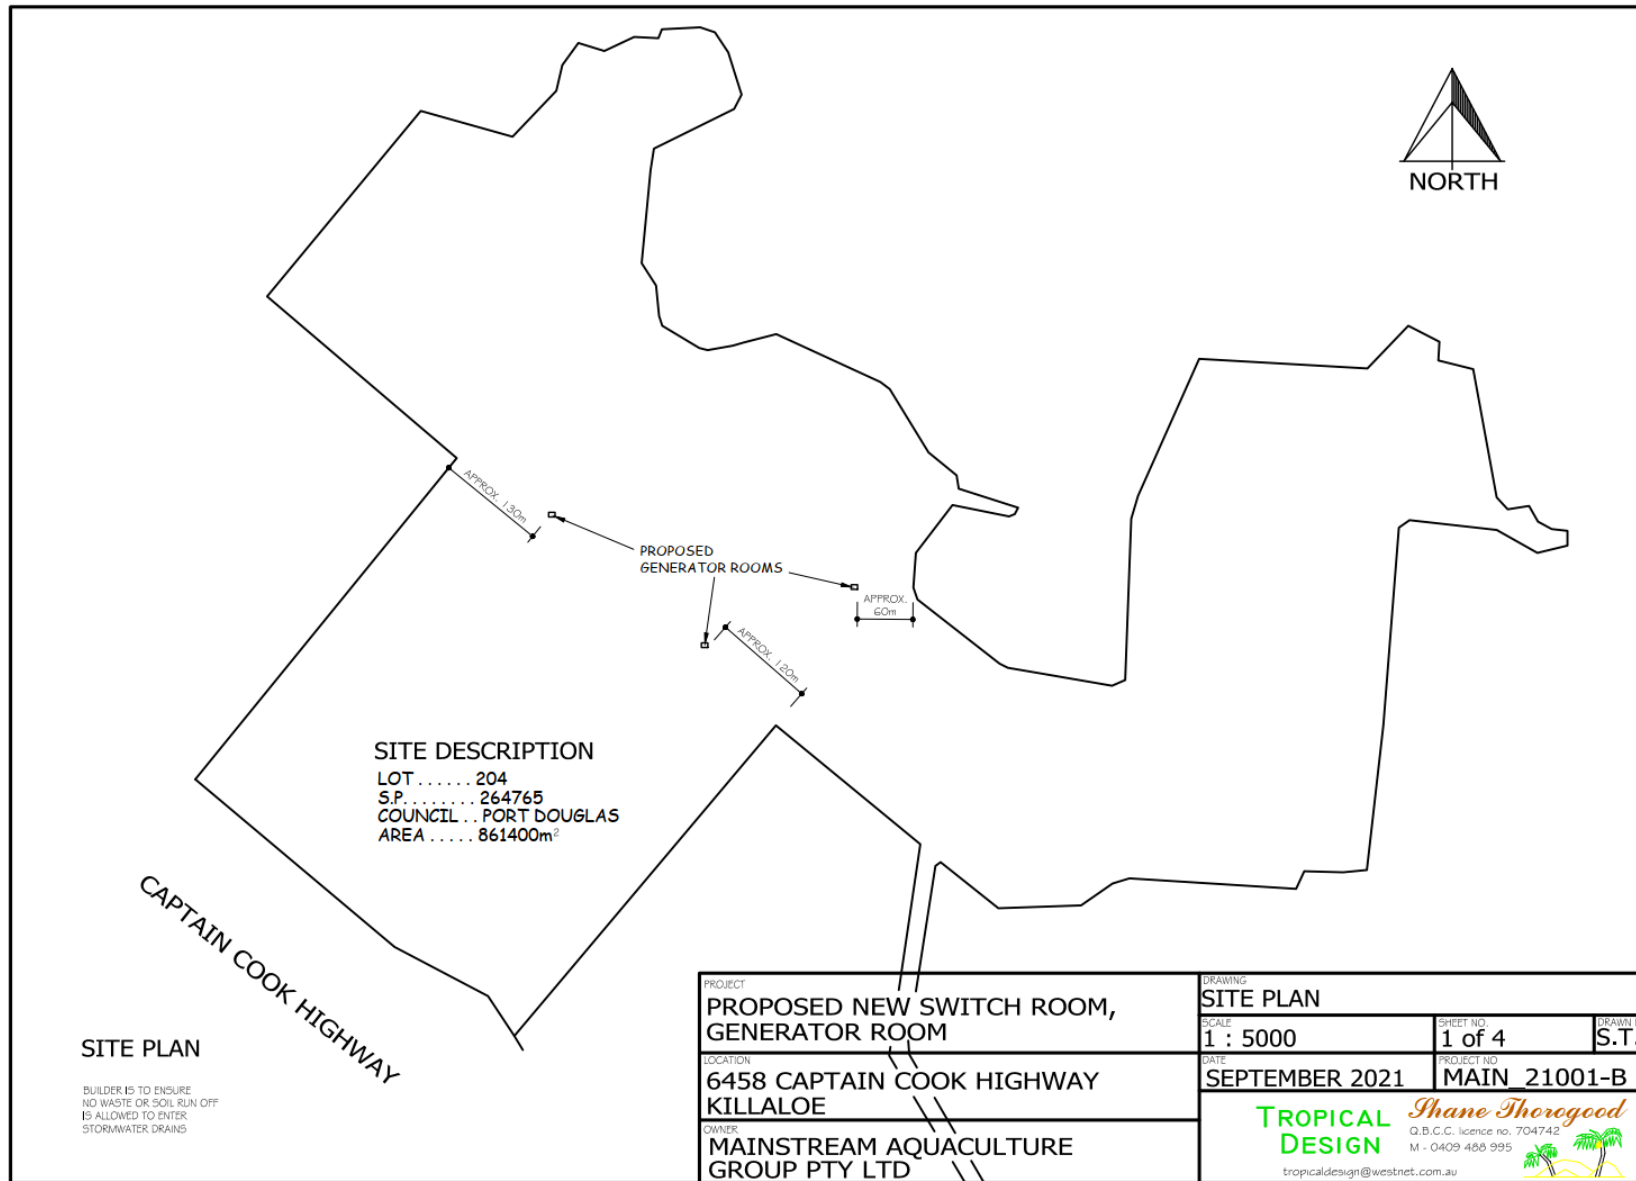 NORTH
APPROX. 130m
PROPOSED
GENERATOR ROOMS
APPROX.
60m
APPROX. 120m
SITE DESCRIPTION
LOT . . . . . . 204
S.P. . . . . . . . 264765
COUNCIL . . PORT DOUGLAS
AREA . . . . . 861400m²
CAPTAIN COOK HIGHWAY
SITE PLAN
BUILDER IS TO ENSURE
NO WASTE OR SOIL RUN OFF
IS ALLOWED TO ENTER
STORMWATER DRAINS
PROJECT
PROPOSED NEW SWITCH ROOM,
GENERATOR ROOM
LOCATION
6458 CAPTAIN COOK HIGHWAY
KILLALOE
OWNER
MAINSTREAM AQUACULTURE
GROUP PTY LTD
DRAWING
SITE PLAN
SCALE
1 : 5000
SHEET NO.
1 of 4
DRAWN
S.T.
DATE
SEPTEMBER 2021
PROJECT NO
MAIN_21001-B
TROPICAL
DESIGN
Shane Thorogood
Q.B.C.C. licence no. 704742
M - 0409 488 995
tropicaldesign@westnet.com.au